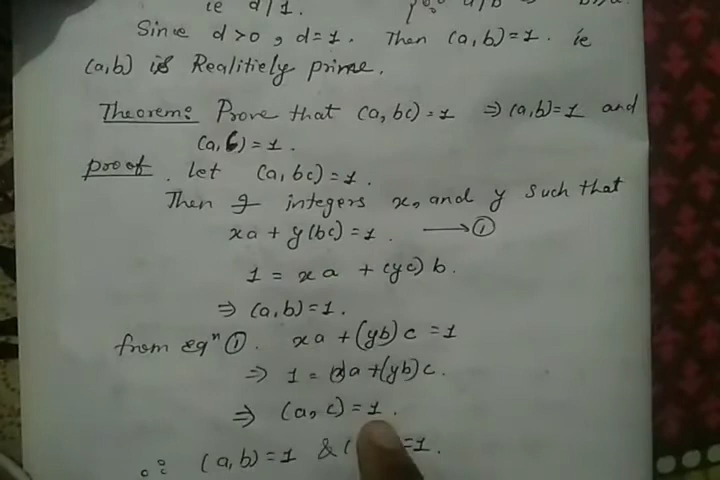 ie d/1.
Since d>0, d=1. Then (a,b)=1. ie
(a,b) is Realitiely prime.
Theorem: Prove that (a, bc)=1 ⇒ (a,b)=1 and
(a, 6)=1.
proof. let (a, bc)=1.
Then ∃ integers x, and y such that
xa + y(bc)=1. → ①
1 = xa + (yc) b.
⇒ (a,b)=1.
from eqⁿ ①. xa + (yb) c = 1
⇒ 1 = xa + (yb) c.
⇒ (a, c) = 1.
∴ (a,b)=1 & ( =1.